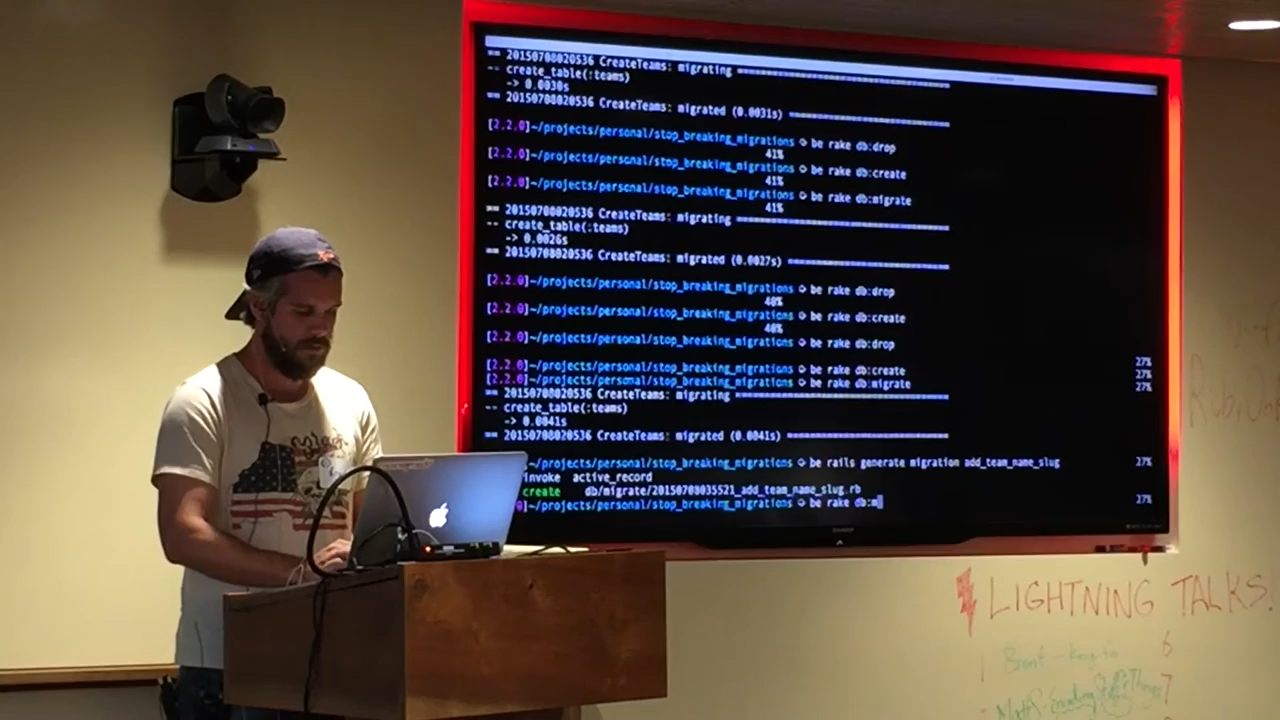 == 20150708020536 CreateTeams: migrating ==============================
-- create_table(:teams)
-> 0.0030s
== 20150708020536 CreateTeams: migrated (0.0031s) =======================
[2.2.0]~/projects/personal/stop_breaking_migrations be rake db:drop
41%
[2.2.0]~/projects/personal/stop_breaking_migrations be rake db:create
41%
[2.2.0]~/projects/personal/stop_breaking_migrations be rake db:migrate
41%
== 20150708020536 CreateTeams: migrating ==============================
-- create_table(:teams)
-> 0.0026s
== 20150708020536 CreateTeams: migrated (0.0027s) =======================
[2.2.0]~/projects/personal/stop_breaking_migrations be rake db:drop
40%
[2.2.0]~/projects/personal/stop_breaking_migrations be rake db:create
40%
[2.2.0]~/projects/personal/stop_breaking_migrations be rake db:drop
27%
[2.2.0]~/projects/personal/stop_breaking_migrations be rake db:create 27%
[2.2.0]~/projects/personal/stop_breaking_migrations be rake db:migrate 27%
== 20150708020536 CreateTeams: migrating ==============================
-- create_table(:teams)
-> 0.0041s
== 20150708020536 CreateTeams: migrated (0.0041s) =======================
~/projects/personal/stop_breaking_migrations be rails generate migration add_team_name_slug 27%
invoke active_record
create db/migrate/20150708035521_add_team_name_slug.rb
0]~/projects/personal/stop_breaking_migrations be rake db:m 27%
SHARP
LIGHTNING TALKS!
Brent - Kung fu 6
7